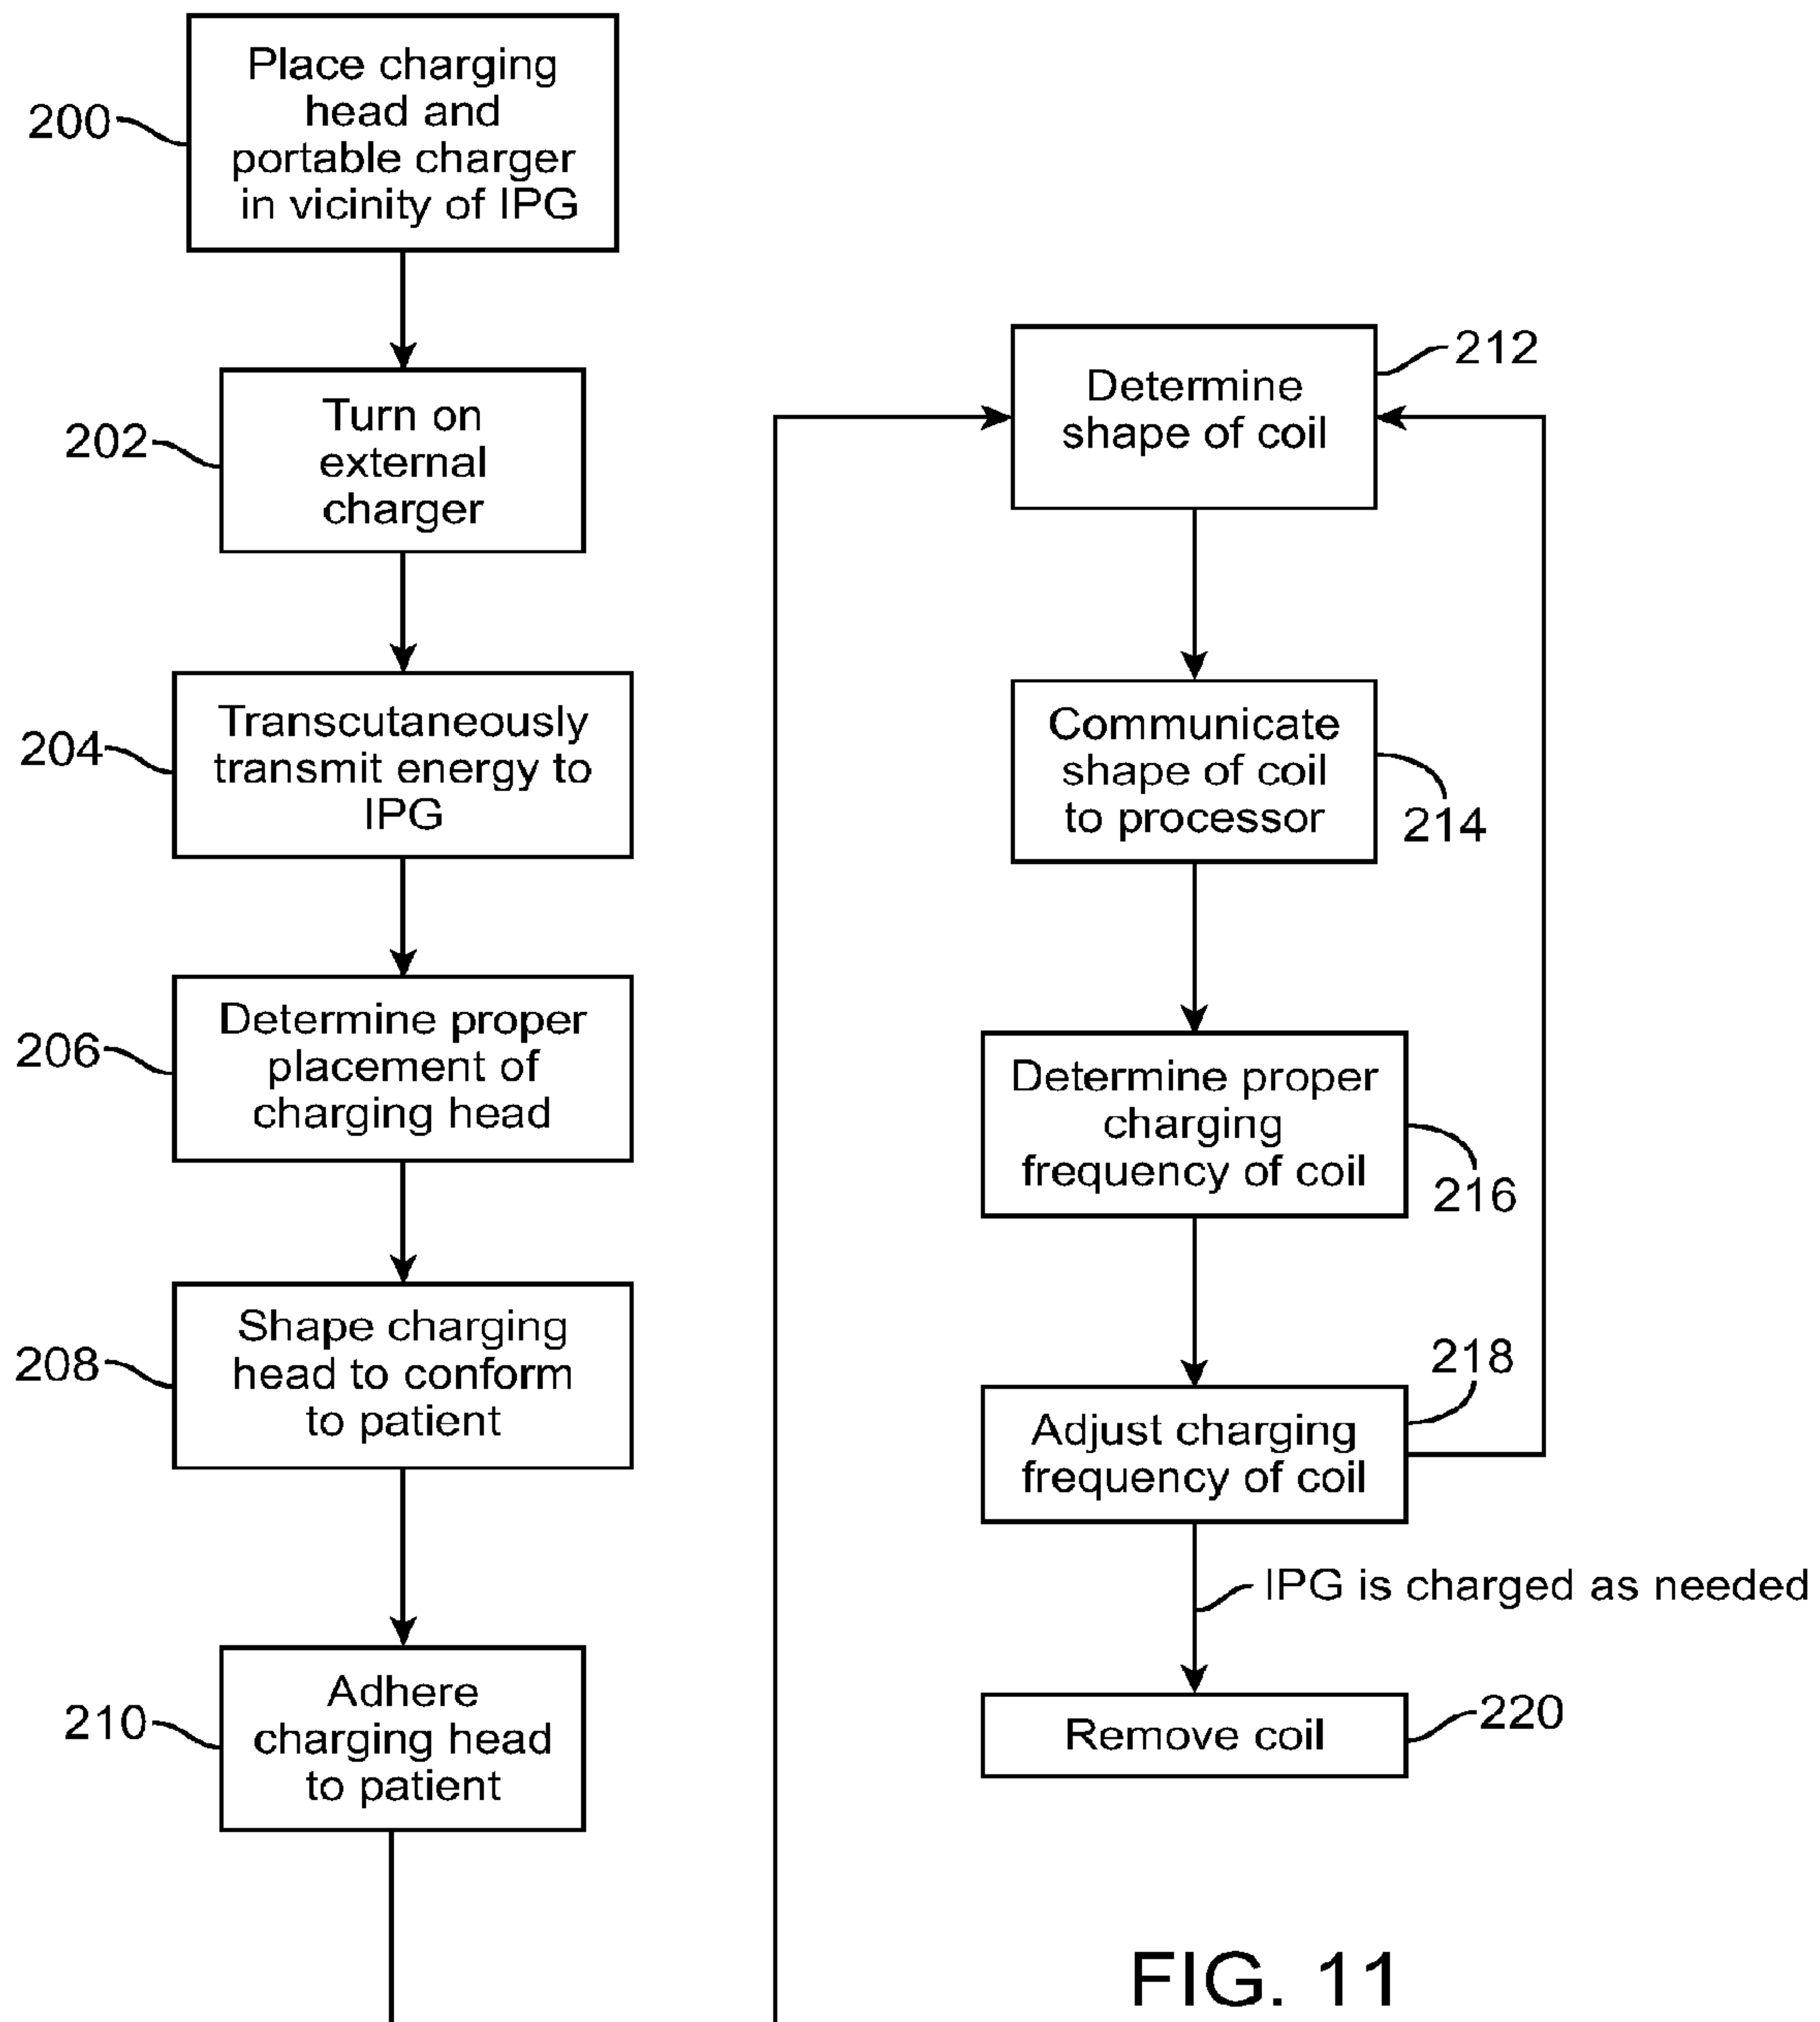 200
Place charging
head and
portable charger
in vicinity of IPG
202
Turn on
external
charger
204
Transcutaneously
transmit energy to
IPG
206
Determine proper
placement of
charging head
208
Shape charging
head to conform
to patient
210
Adhere
charging head
to patient
212
Determine
shape of coil
Communicate
shape of coil
to processor
214
Determine proper
charging
frequency of coil
216
218
Adjust charging
frequency of coil
IPG is charged as needed
220
Remove coil
FIG. 11